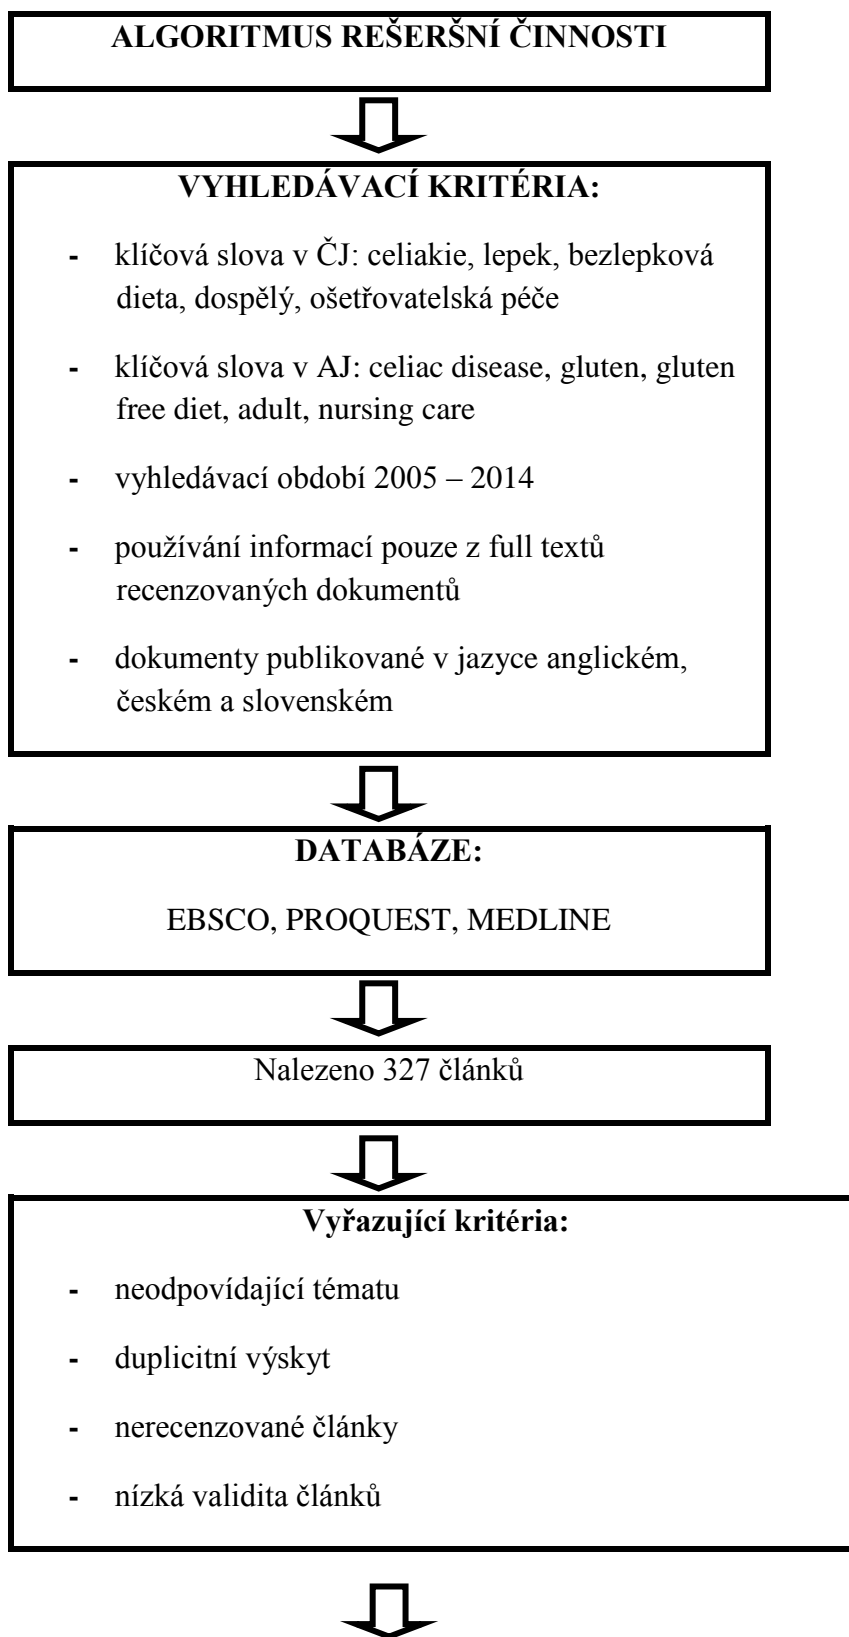 ALGORITMUS REŠERŠNÍ ČINNOSTI
VYHLEDÁVACÍ KRITÉRIA:
- klíčová slova v ČJ: celiakie, lepek, bezlepková
dieta, dospělý, ošetřovatelská péče
- klíčová slova v AJ: celiac disease, gluten, gluten
free diet, adult, nursing care
- vyhledávací období 2005 – 2014
- používání informací pouze z full textů
recenzovaných dokumentů
- dokumenty publikované v jazyce anglickém,
českém a slovenském
DATABÁZE:
EBSCO, PROQUEST, MEDLINE
Nalezeno 327 článků
Vyřazující kritéria:
- neodpovídající tématu
- duplicitní výskyt
- nerecenzované články
- nízká validita článků